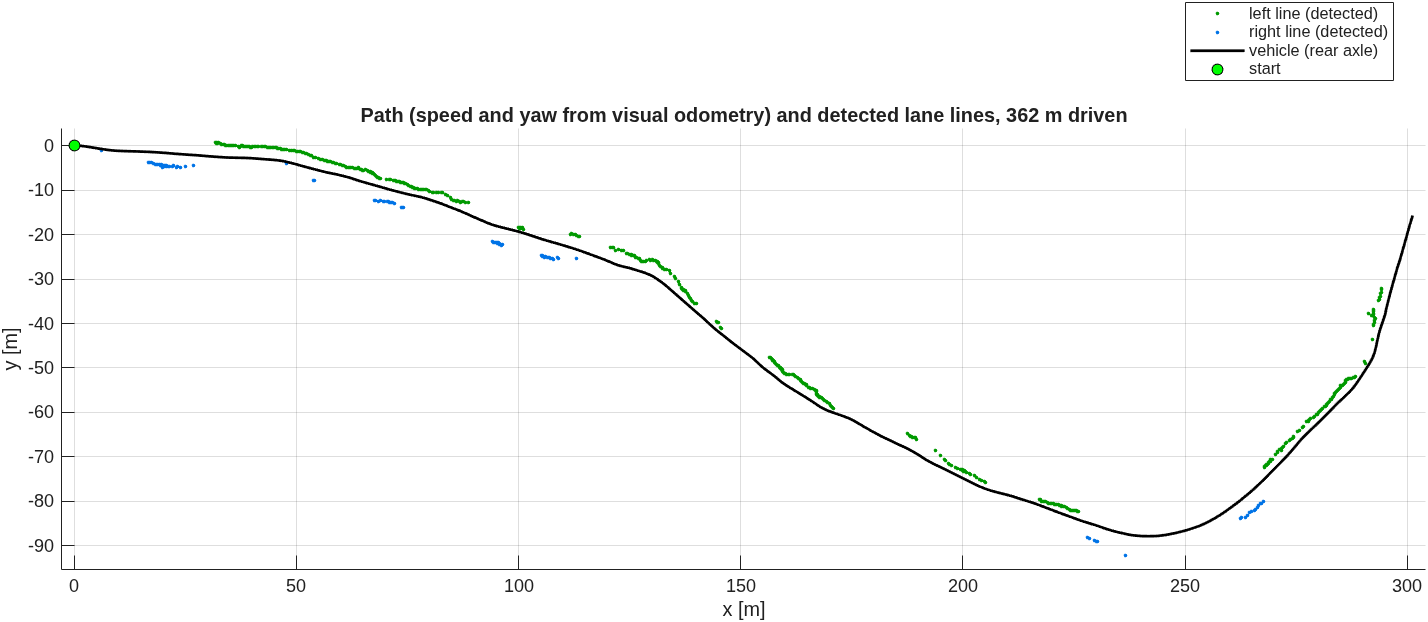 left line (detected)
right line (detected)
vehicle (rear axle)
start
Path (speed and yaw from visual odometry) and detected lane lines, 362 m driven
0
-10
-20
-30
-40
-50
-60
-70
-80
-90
y [m]
0 50 100 150 200 250 300
x [m]